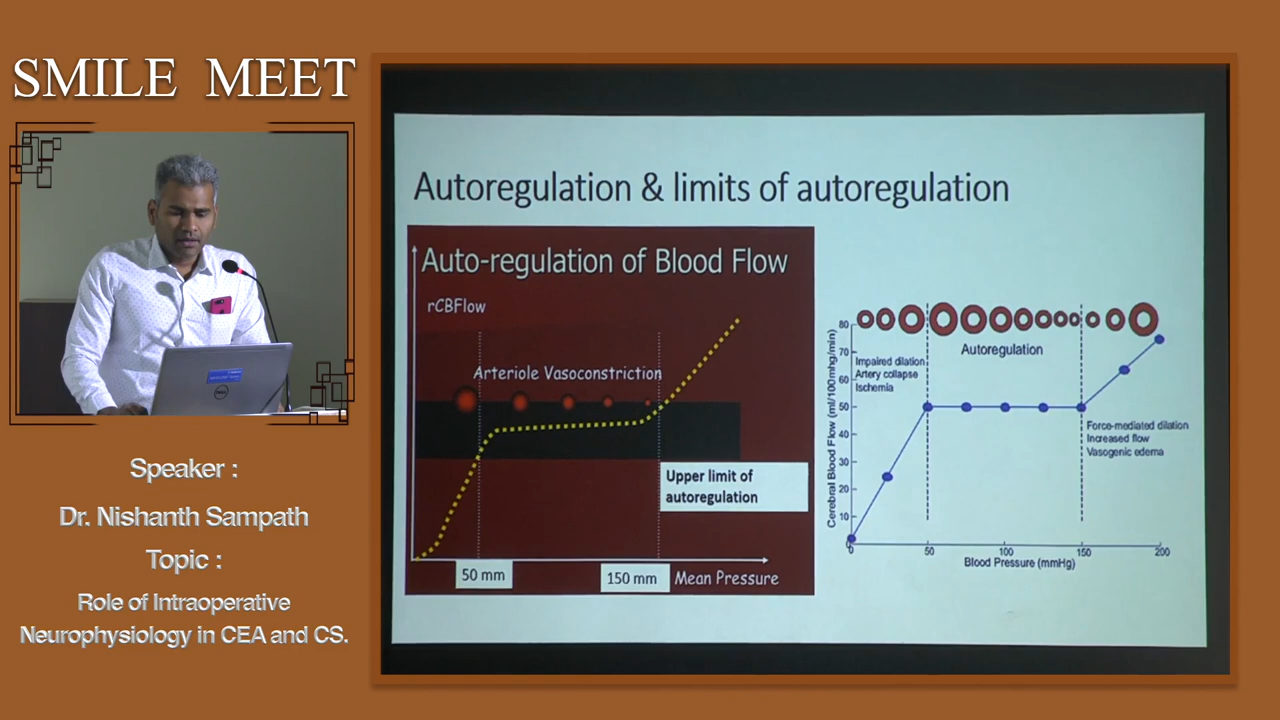 SMILE MEET
Speaker :
Dr. Nishanth Sampath
Topic :
Role of Intraoperative
Neurophysiology in CEA and CS.
Autoregulation & limits of autoregulation
Auto-regulation of Blood Flow
rCBFlow
Arteriole Vasoconstriction
Upper limit of
autoregulation
50 mm
150 mm
Mean Pressure
Autoregulation
Impaired dilation
Artery collapse
Ischemia
Force-mediated dilation
Increased flow
Vasogenic edema
Cerebral Blood Flow (ml/100mhg/min)
80
70
60
50
40
30
20
10
0
50
100
150
200
Blood Pressure (mmHg)
DELL